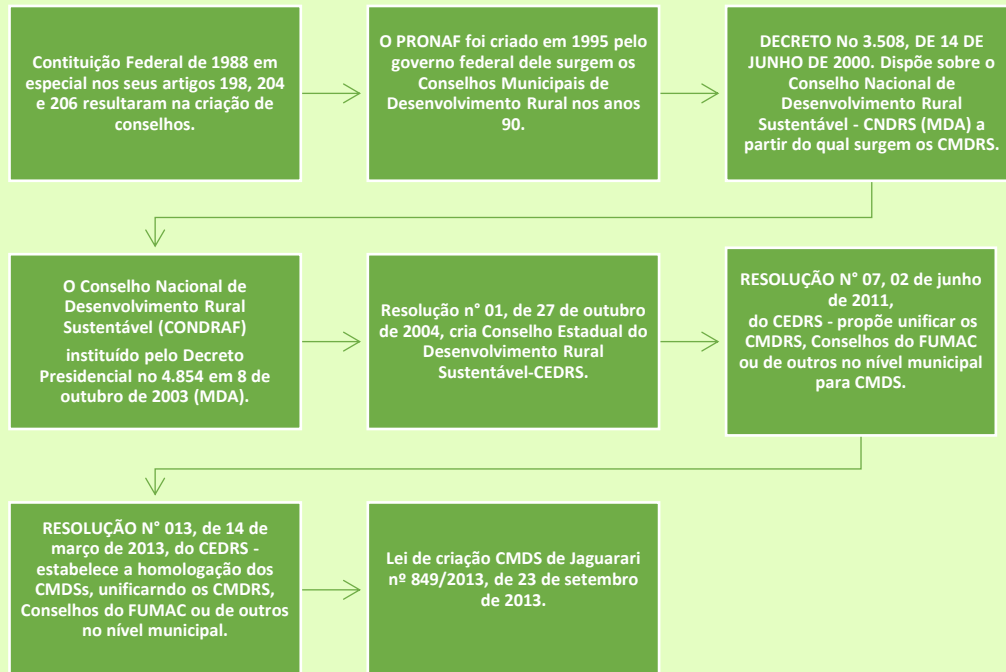 Contituição Federal de 1988 em
especial nos seus artigos 198, 204
e 206 resultaram na criação de
conselhos.
O PRONAF foi criado em 1995 pelo
governo federal dele surgem os
Conselhos Municipais de
Desenvolvimento Rural nos anos
90.
DECRETO No 3.508, DE 14 DE
JUNHO DE 2000. Dispõe sobre o
Conselho Nacional de
Desenvolvimento Rural
Sustentável - CNDRS (MDA) a
partir do qual surgem os CMDRS.
O Conselho Nacional de
Desenvolvimento Rural
Sustentável (CONDRAF)
instituído pelo Decreto
Presidencial no 4.854 em 8 de
outubro de 2003 (MDA).
Resolução n° 01, de 27 de outubro
de 2004, cria Conselho Estadual do
Desenvolvimento Rural
Sustentável-CEDRS.
RESOLUÇÃO N° 07, 02 de junho
de 2011,
do CEDRS - propõe unificar os
CMDRS, Conselhos do FUMAC
ou de outros no nível municipal
para CMDS.
RESOLUÇÃO N° 013, de 14 de
março de 2013, do CEDRS -
estabelece a homologação dos
CMDSs, unificarndo os CMDRS,
Conselhos do FUMAC ou de outros
no nível municipal.
Lei de criação CMDS de Jaguarari
nº 849/2013, de 23 de setembro
de 2013.